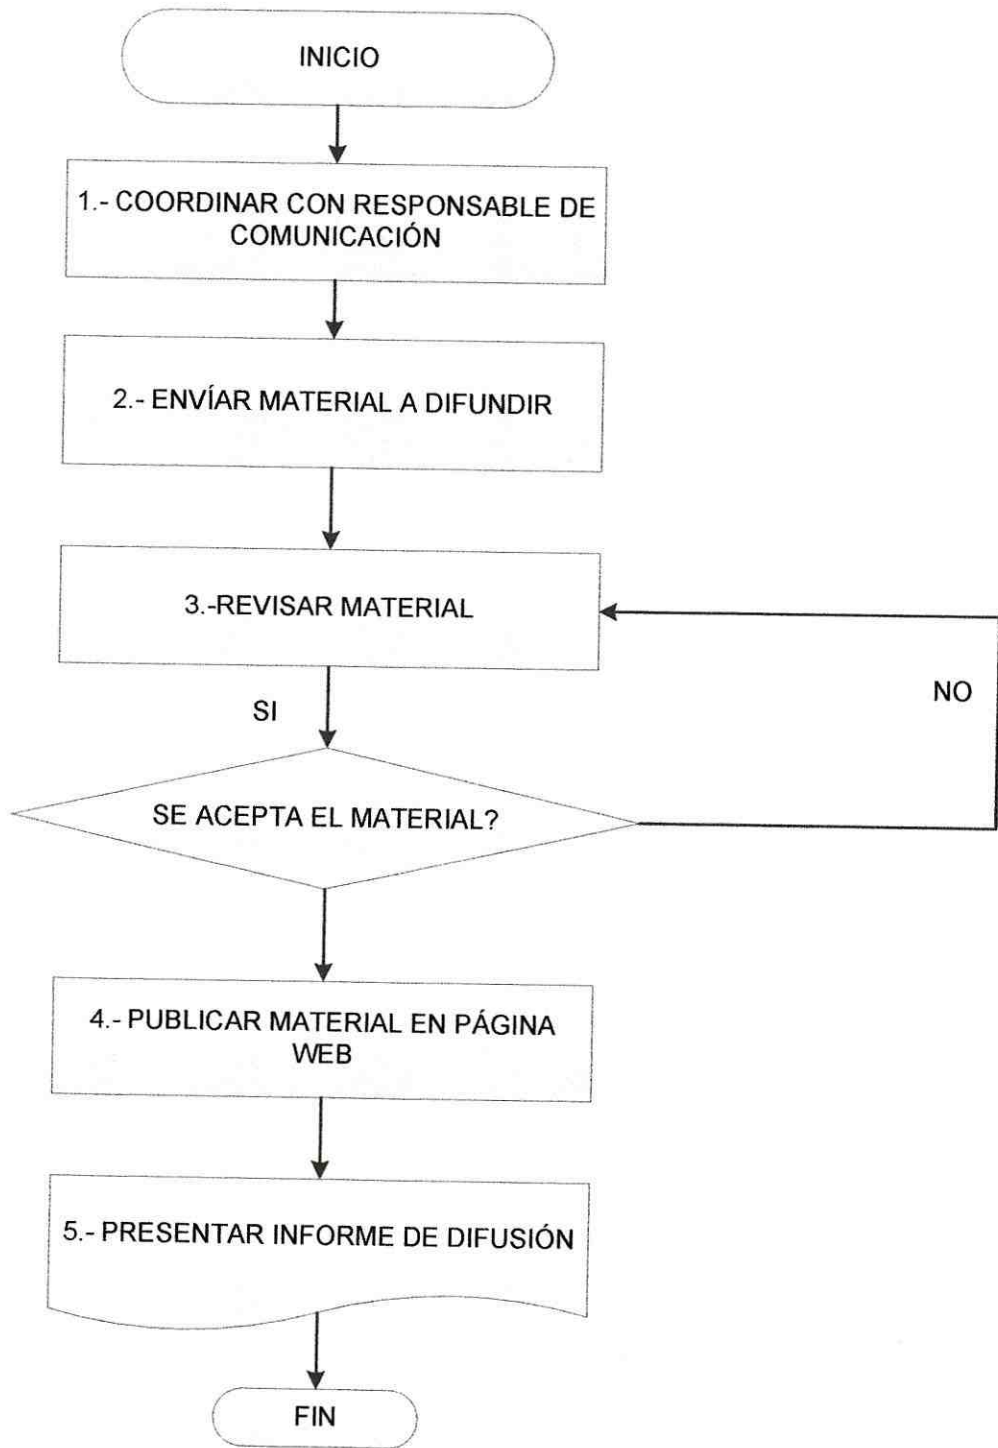 INICIO
1.- COORDINAR CON RESPONSABLE DE
COMUNICACIÓN
2.- ENVÍAR MATERIAL A DIFUNDIR
3.-REVISAR MATERIAL
SI
NO
SE ACEPTA EL MATERIAL?
4.- PUBLICAR MATERIAL EN PÁGINA
WEB
5.- PRESENTAR INFORME DE DIFUSIÓN
FIN